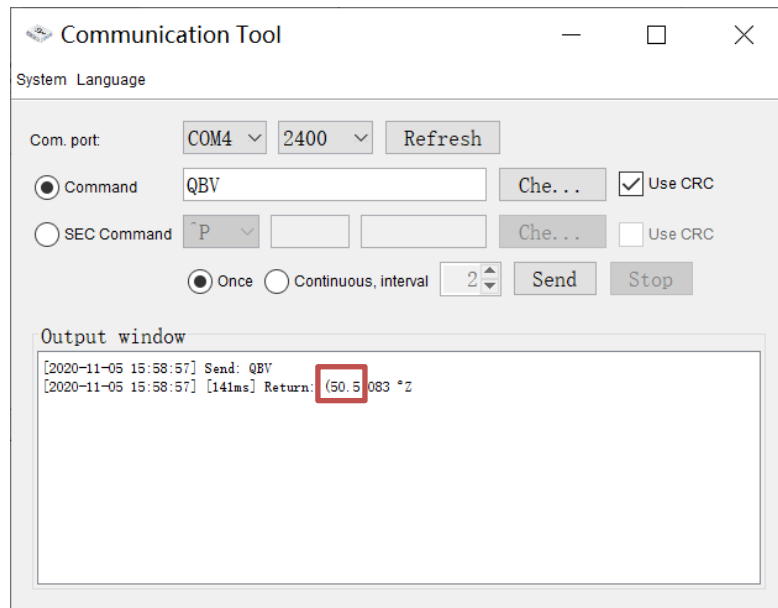 Communication Tool
System Language
Com. port: COM4 2400 Refresh
Command QBV Che... Use CRC
SEC Command ^P Che... Use CRC
Once Continuous, interval 2 Send Stop
Output window
[2020-11-05 15:58:57] Send: QBV
[2020-11-05 15:58:57] [141ms] Return: (50.5 083 °Z